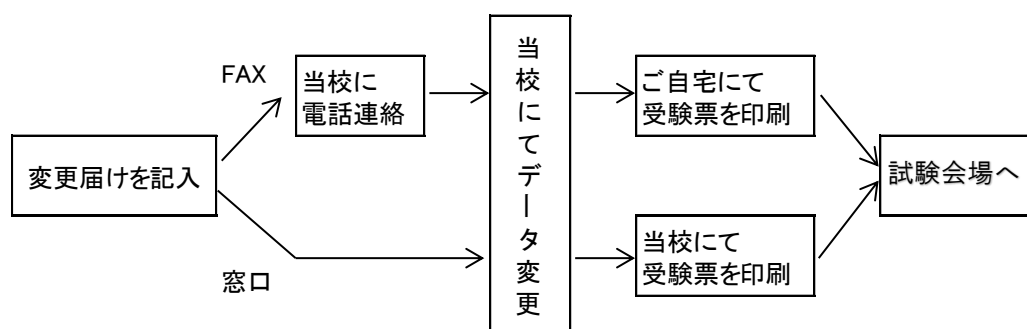 変更届けを記入
FAX
当校に
電話連絡
窓口
当校にてデータ変更
ご自宅にて
受験票を印刷
当校にて
受験票を印刷
試験会場へ